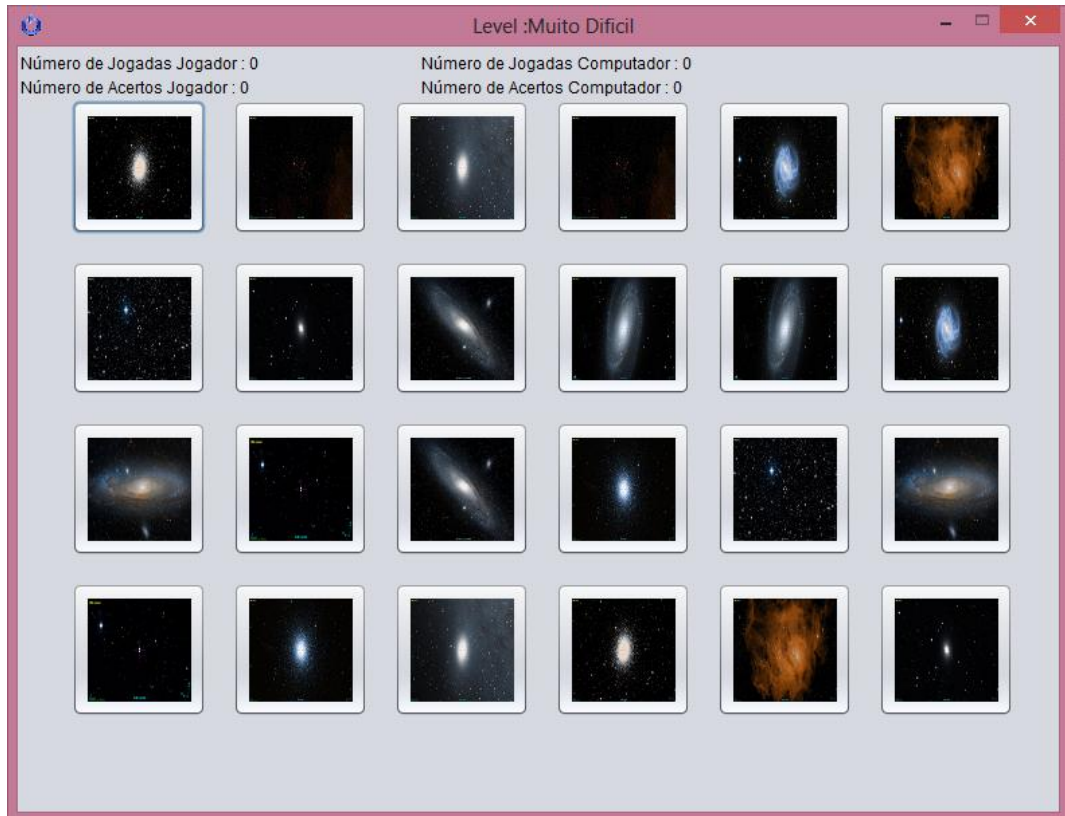 Level :Muito Dificil
Número de Jogadas Jogador : 0
Número de Jogadas Computador : 0
Número de Acertos Jogador : 0
Número de Acertos Computador : 0